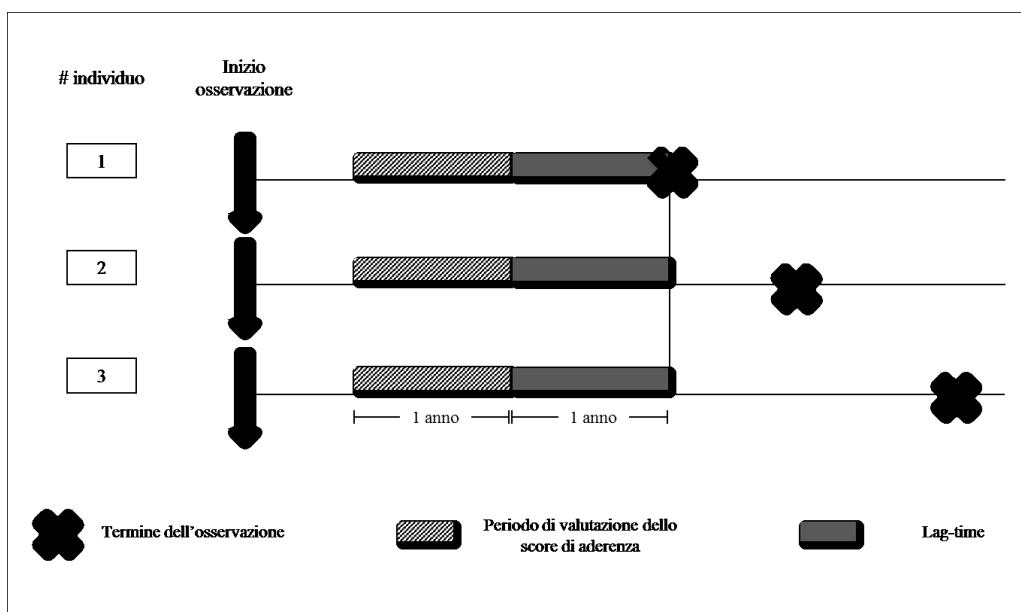 # individuo
Inizio
osservazione
1
2
3
1 anno
1 anno
Termine dell'osservazione
Periodo di valutazione dello
score di aderenza
Lag-time